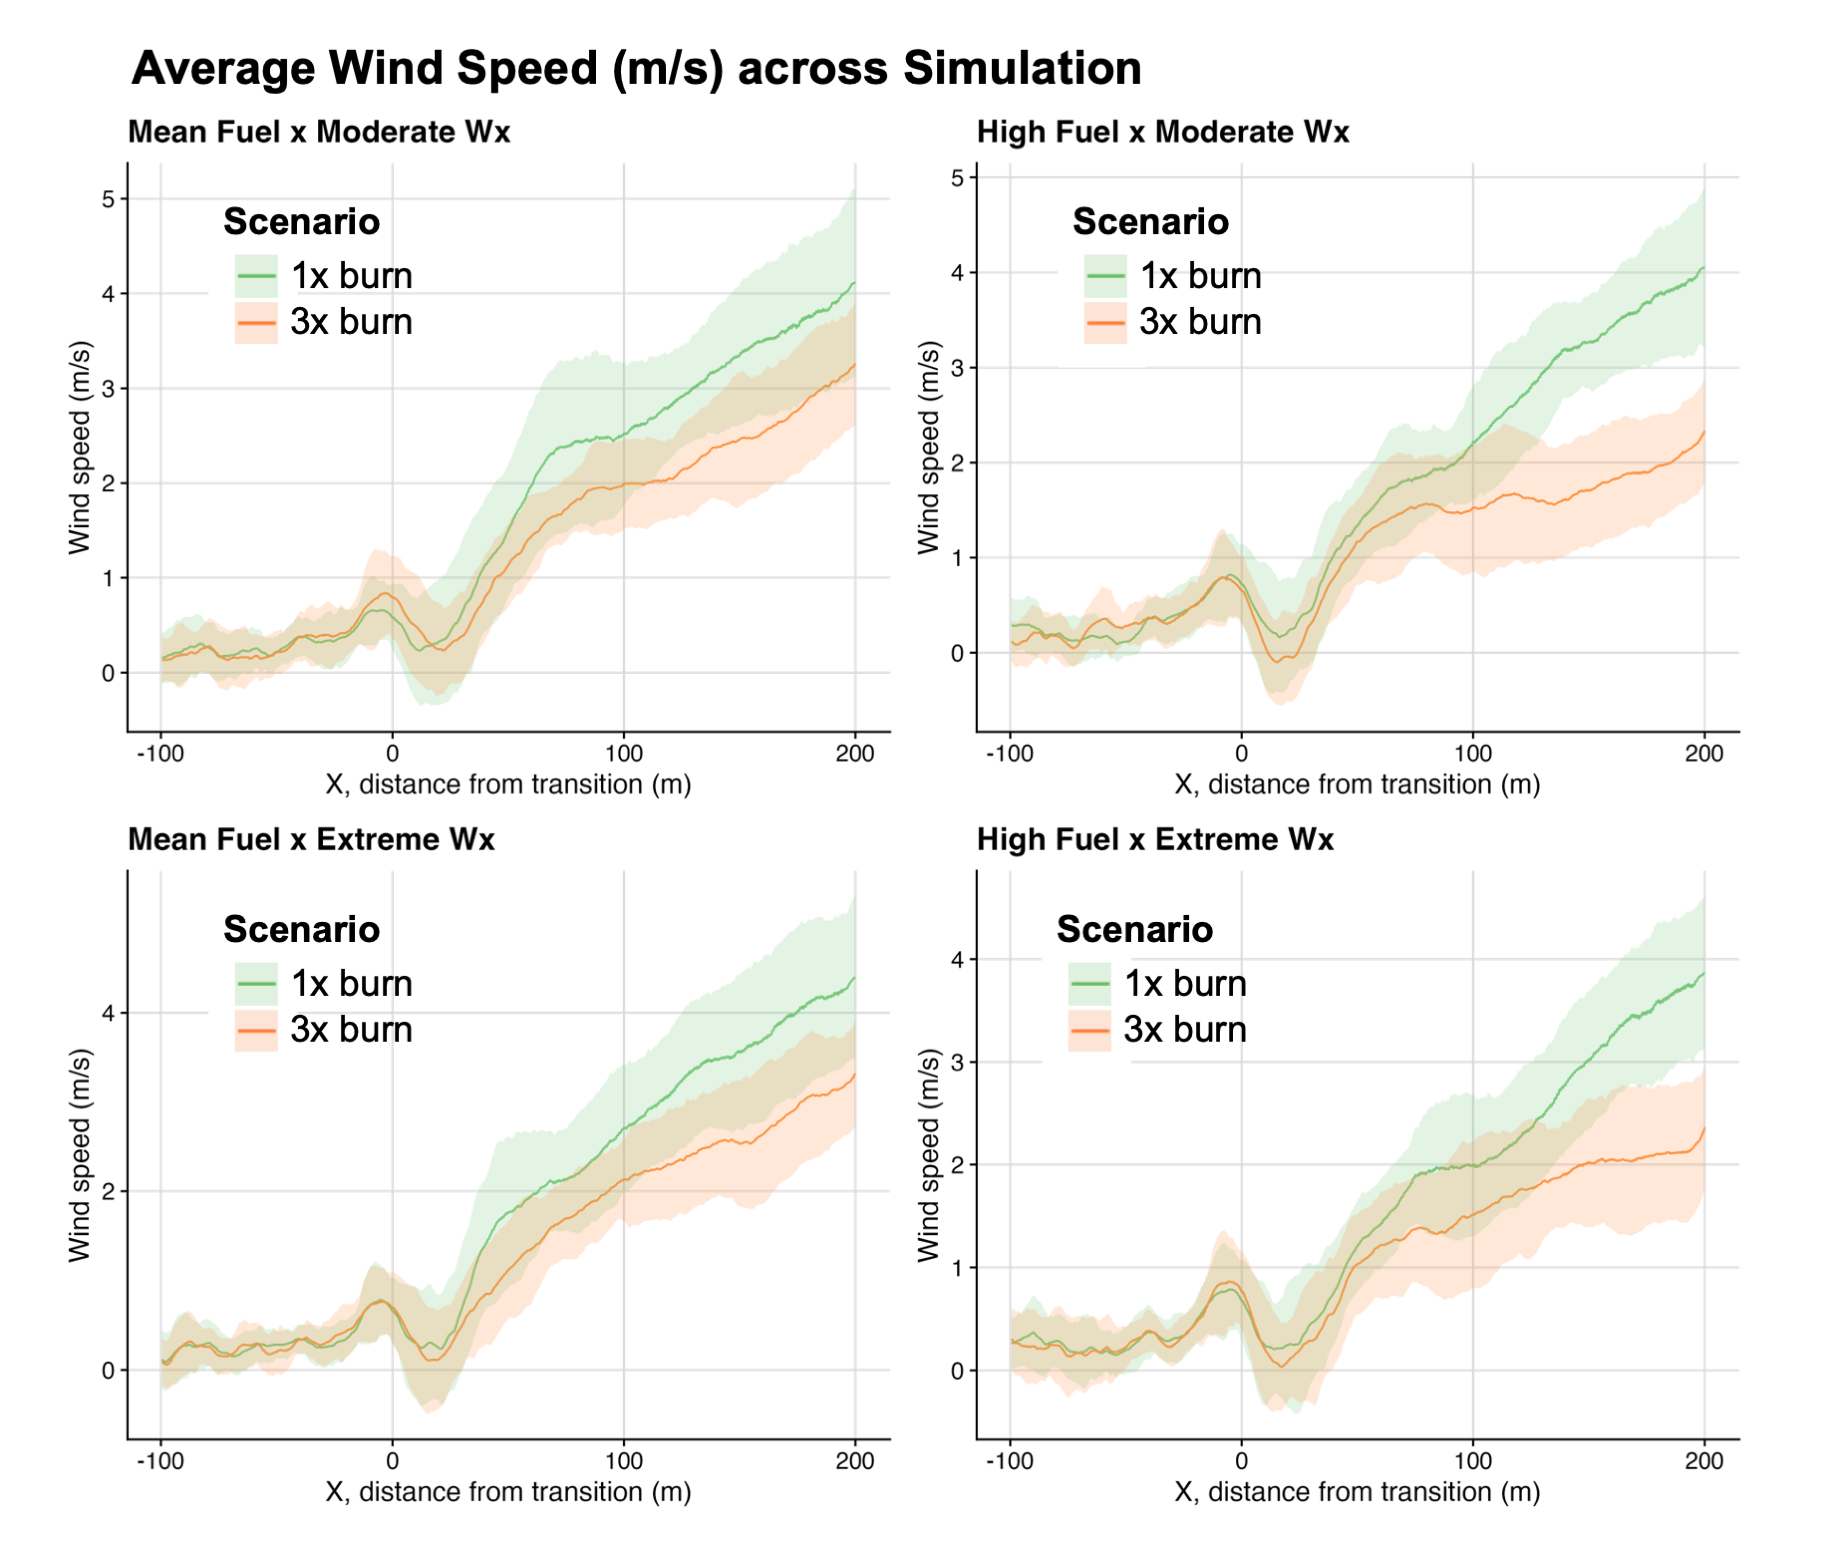 Average Wind Speed (m/s) across Simulation
Mean Fuel x Moderate Wx
Scenario
1x burn
3x burn
Wind speed (m/s)
5
4
3
2
1
0
-100 0 100 200
X, distance from transition (m)
High Fuel x Moderate Wx
Scenario
1x burn
3x burn
Wind speed (m/s)
5
4
3
2
1
0
-100 0 100 200
X, distance from transition (m)
Mean Fuel x Extreme Wx
Scenario
1x burn
3x burn
Wind speed (m/s)
4
2
0
-100 0 100 200
X, distance from transition (m)
High Fuel x Extreme Wx
Scenario
1x burn
3x burn
Wind speed (m/s)
4
3
2
1
0
-100 0 100 200
X, distance from transition (m)